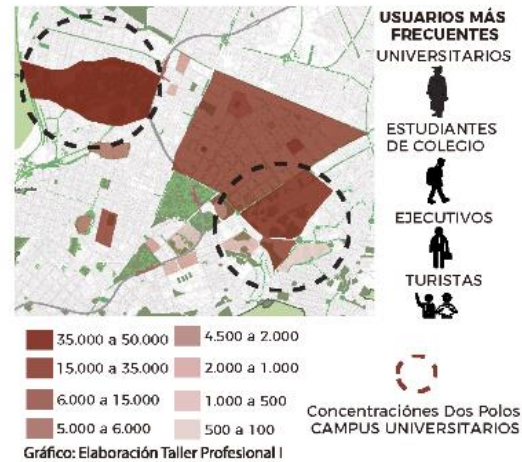 USUARIOS MÁS
FRECUENTES
UNIVERSITARIOS
ESTUDIANTES
DE COLEGIO
EJECUTIVOS
TURISTAS
35.000 a 50.000
15.000 a 35.000
6.000 a 15.000
5.000 a 6.000
4.500 a 2.000
2.000 a 1.000
1.000 a 500
500 a 100
Concentraciónes Dos Polos
CAMPUS UNIVERSITARIOS
Gráfico: Elaboración Taller Profesional I